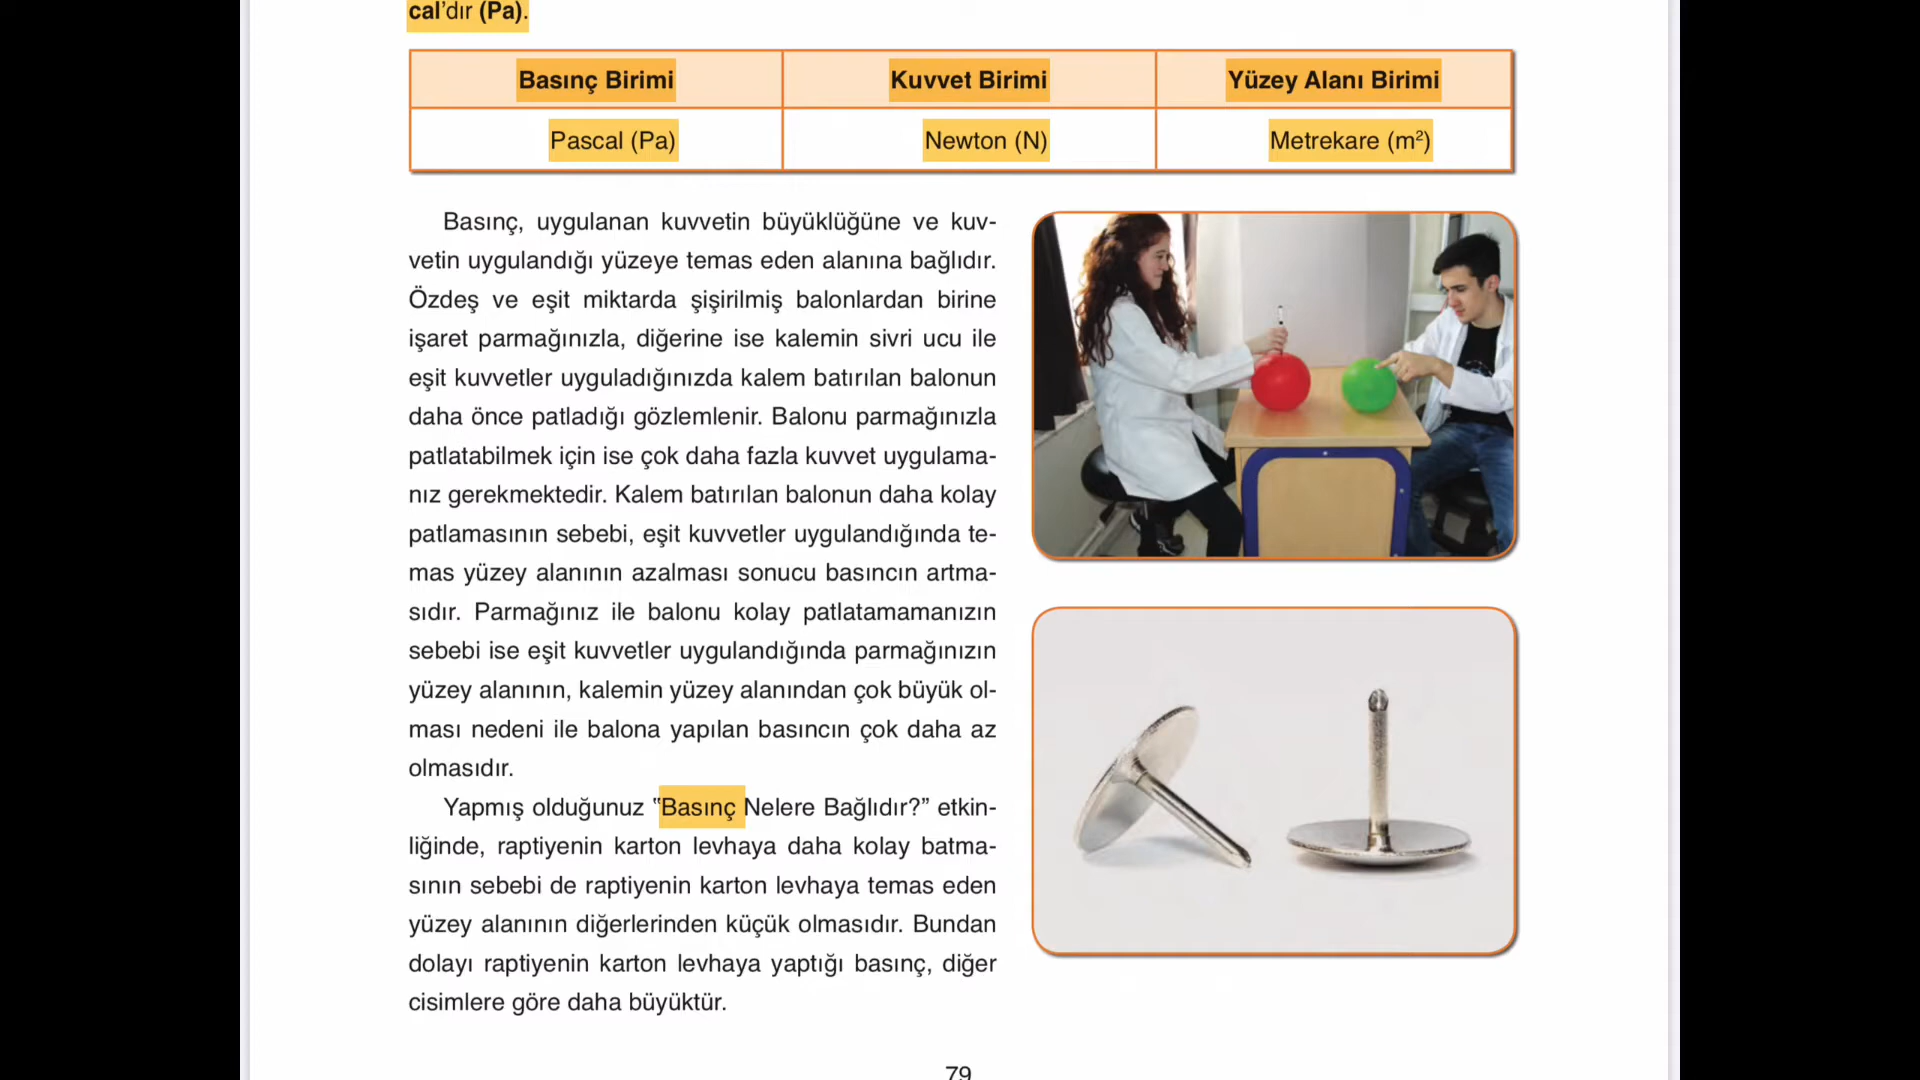 cal’dır (Pa).
Basınç Birimi Kuvvet Birimi Yüzey Alanı Birimi
Pascal (Pa) Newton (N) Metrekare (m²)
Basınç, uygulanan kuvvetin büyüklüğüne ve kuv-
vetin uygulandığı yüzeye temas eden alanına bağlıdır.
Özdeş ve eşit miktarda şişirilmiş balonlardan birine
işaret parmağınızla, diğerine ise kalemin sivri ucu ile
eşit kuvvetler uyguladığınızda kalem batırılan balonun
daha önce patladığı gözlemlenir. Balonu parmağınızla
patlatabilmek için ise çok daha fazla kuvvet uygulama-
nız gerekmektedir. Kalem batırılan balonun daha kolay
patlamasının sebebi, eşit kuvvetler uygulandığında te-
mas yüzey alanının azalması sonucu basıncın artma-
sıdır. Parmağınız ile balonu kolay patlatamamanızın
sebebi ise eşit kuvvetler uygulandığında parmağınızın
yüzey alanının, kalemin yüzey alanından çok büyük ol-
ması nedeni ile balona yapılan basıncın çok daha az
olmasıdır.
Yapmış olduğunuz “Basınç Nelere Bağlıdır?” etkin-
liğinde, raptiyenin karton levhaya daha kolay batma-
sının sebebi de raptiyenin karton levhaya temas eden
yüzey alanının diğerlerinden küçük olmasıdır. Bundan
dolayı raptiyenin karton levhaya yaptığı basınç, diğer
cisimlere göre daha büyüktür.
79